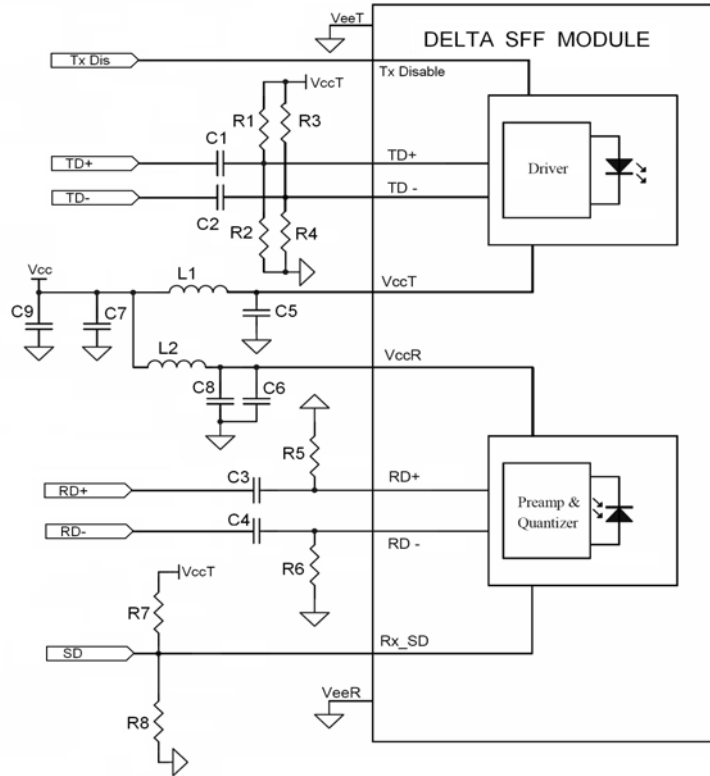 VeeT
DELTA SFF MODULE
Tx Dis
Tx Disable
VccT
R1
R3
C1
TD+
TD+
Driver
TD-
TD -
C2
R2
R4
Vcc
L1
VccT
C9
C7
C5
L2
VccR
C8
C6
R5
C3
RD+
RD+
Preamp &
Quantizer
C4
RD-
RD -
R6
VccT
R7
SD
Rx_SD
VeeR
R8